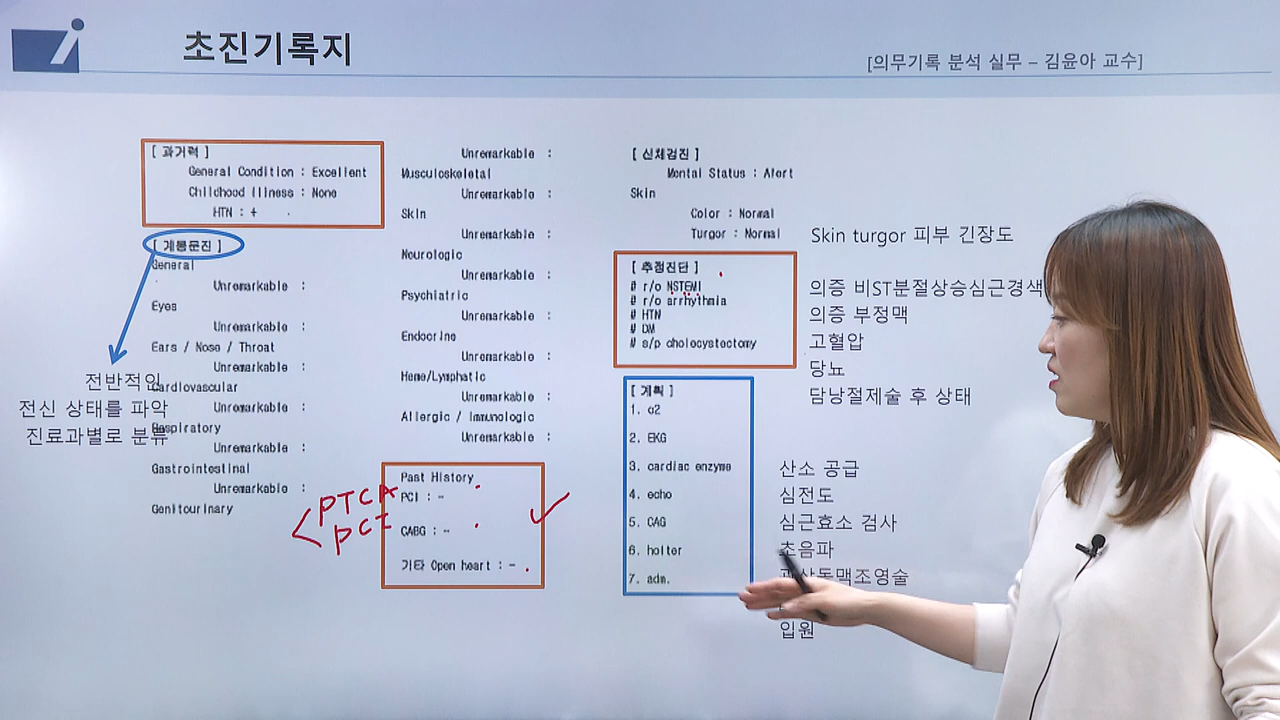 초진기록지
[의무기록 분석 실무 – 김윤아 교수]
[ 과거력 ]
General Condition : Excellent
Childhood illness : None
HTN : +
[ 계통문진 ]
General
Unremarkable :
Eyes
Unremarkable :
Ears / Nose / Throat
Unremarkable :
Cardiovascular
Unremarkable :
Respiratory
Unremarkable :
Gastrointestinal
Unremarkable :
Genitourinary
전반적인
전신 상태를 파악
진료과별로 분류
Unremarkable :
Musculoskeletal
Unremarkable :
Skin
Unremarkable :
Neurologic
Unremarkable :
Psychiatric
Unremarkable :
Endocrine
Unremarkable :
Heme/Lymphatic
Unremarkable :
Allergic / Immunologic
Unremarkable :
Past History
PCI : -
CABG : -
기타 Open heart : -
PTCA
PCI
[ 신체검진 ]
Mental Status : Alert
Skin
Color : Normal
Turgor : Normal
Skin turgor 피부 긴장도
[ 추정진단 ]
# r/o NSTEMI
# r/o arrhythmia
# HTN
# DM
# s/p cholecystectomy
의증 비ST분절상승심근경색
의증 부정맥
고혈압
당뇨
담낭절제술 후 상태
[ 계획 ]
1. o2
2. EKG
3. cardiac enzyme
4. echo
5. CAG
6. holter
7. adm.
산소 공급
심전도
심근효소 검사
초음파
관상동맥조영술
입원